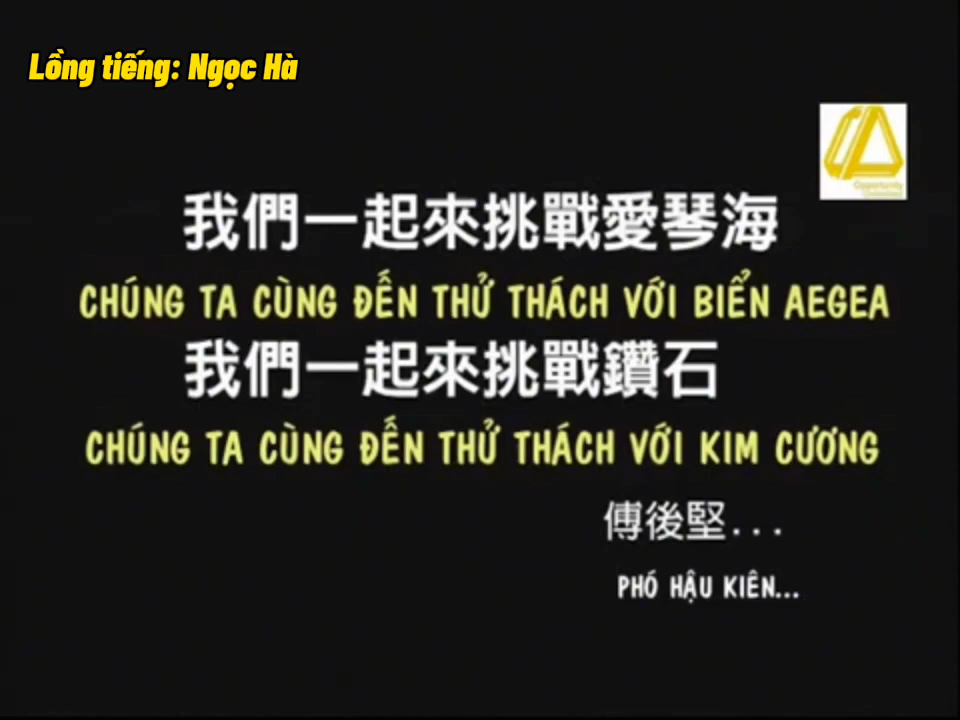 Lồng tiếng: Ngọc Hà
Opportunity
我們一起來挑戰愛琴海
CHÚNG TA CÙNG ĐẾN THỬ THÁCH VỚI BIỂN AEGEA
我們一起來挑戰鑽石
CHÚNG TA CÙNG ĐẾN THỬ THÁCH VỚI KIM CƯƠNG
傅後堅...
PHÓ HẬU KIÊN...